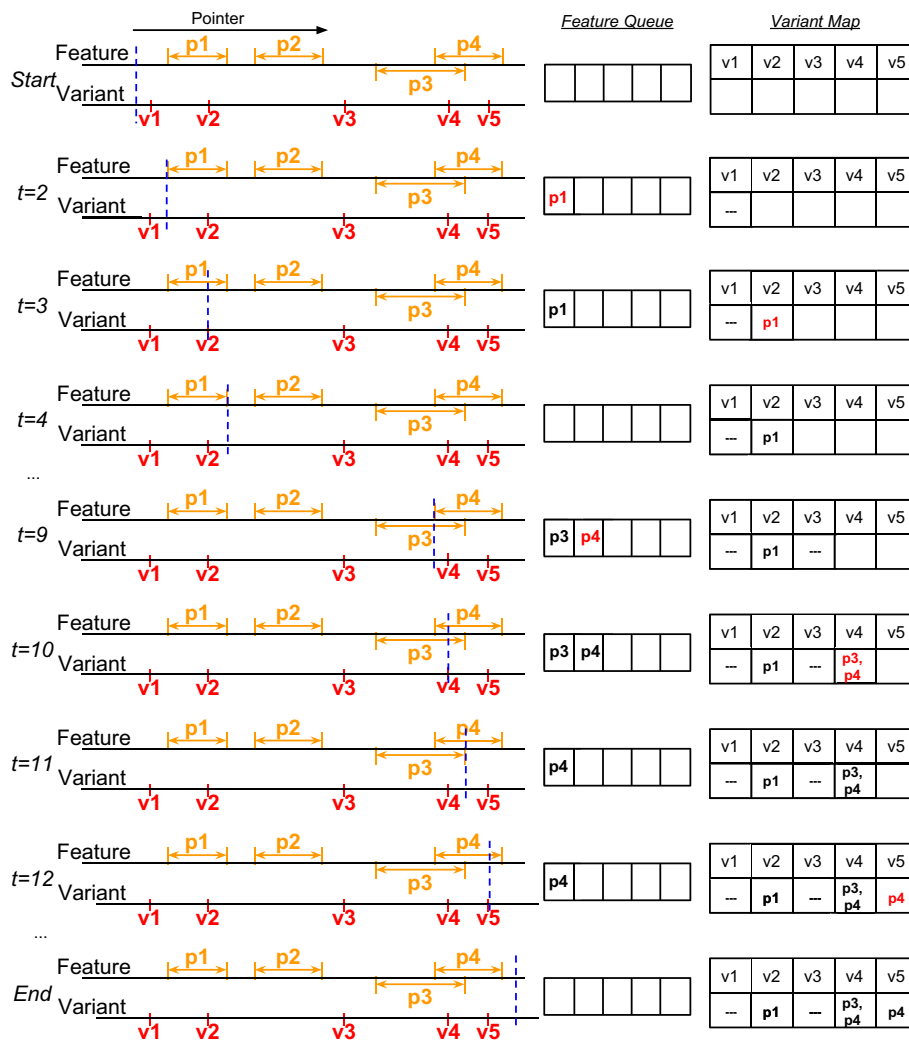 Pointer Feature Queue Variant Map
Feature p1 p2 p4 v1 v2 v3 v4 v5
Start p3
Variant
v1 v2 v3 v4 v5
Feature p1 p2 p4 v1 v2 v3 v4 v5
t=2 p3 p1
Variant ---
v1 v2 v3 v4 v5
Feature p1 p2 p4 v1 v2 v3 v4 v5
t=3 p3 p1
Variant --- p1
v1 v2 v3 v4 v5
Feature p1 p2 p4 v1 v2 v3 v4 v5
t=4 p3
Variant --- p1
v1 v2 v3 v4 v5
...
Feature p1 p2 p4 v1 v2 v3 v4 v5
t=9 p3 p3 p4
Variant --- p1 ---
v1 v2 v3 v4 v5
Feature p1 p2 p4 v1 v2 v3 v4 v5
t=10 p3 p3 p4
Variant --- p1 --- p3, p4
v1 v2 v3 v4 v5
Feature p1 p2 p4 v1 v2 v3 v4 v5
t=11 p3 p4
Variant --- p1 --- p3, p4
v1 v2 v3 v4 v5
Feature p1 p2 p4 v1 v2 v3 v4 v5
t=12 p3 p4
Variant --- p1 --- p3, p4 p4
v1 v2 v3 v4 v5
...
Feature p1 p2 p4 v1 v2 v3 v4 v5
End p3
Variant --- p1 --- p3, p4 p4
v1 v2 v3 v4 v5